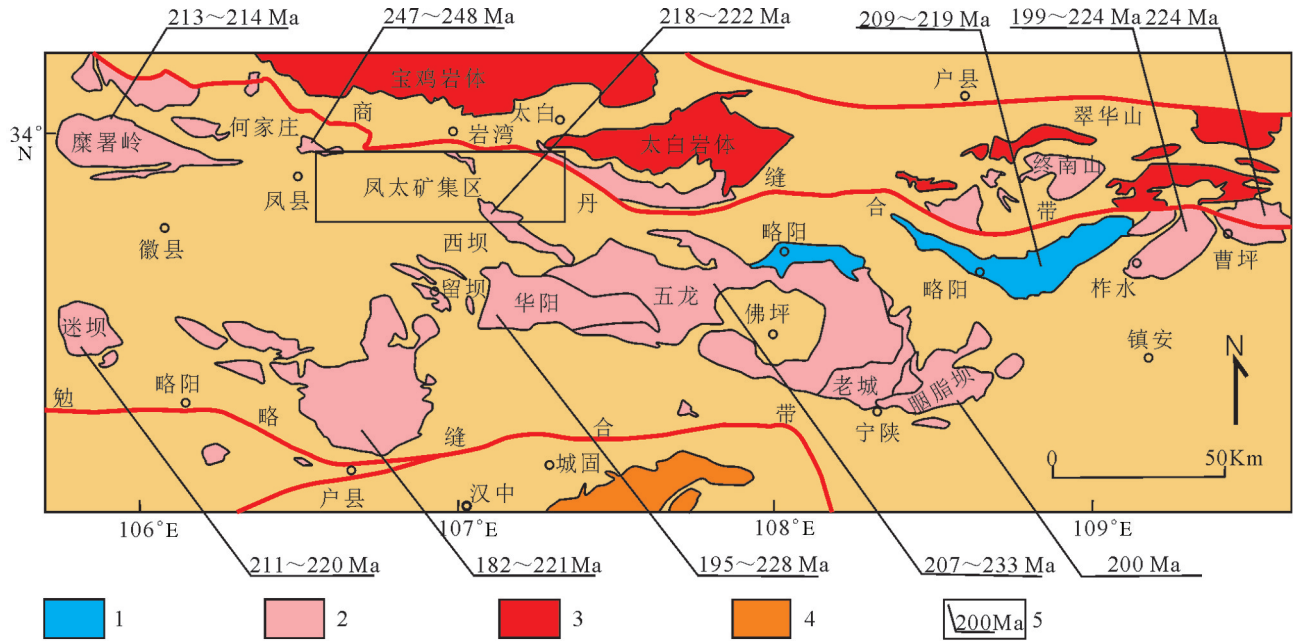 213～214 Ma
247～248 Ma
218～222 Ma
209～219 Ma
199～224 Ma
224 Ma
宝鸡岩体
户县
商
太白
翠华山
34°
N
何家庄
岩湾
糜署岭
太白岩体
终南山
凤太矿集区
缝
凤县
丹
合
带
徽县
西坝
略阳
曹坪
留坝
略阳
柞水
华阳
五龙
迷坝
佛坪
镇安
N
略阳
老城
胭脂坝
勉
略
缝
合
带
宁陕
城固
0
50Km
户县
汉中
106°E
107°E
108°E
109°E
211～220 Ma
182～221 Ma
195～228 Ma
207～233 Ma
200 Ma
1
2
3
4
200Ma
5